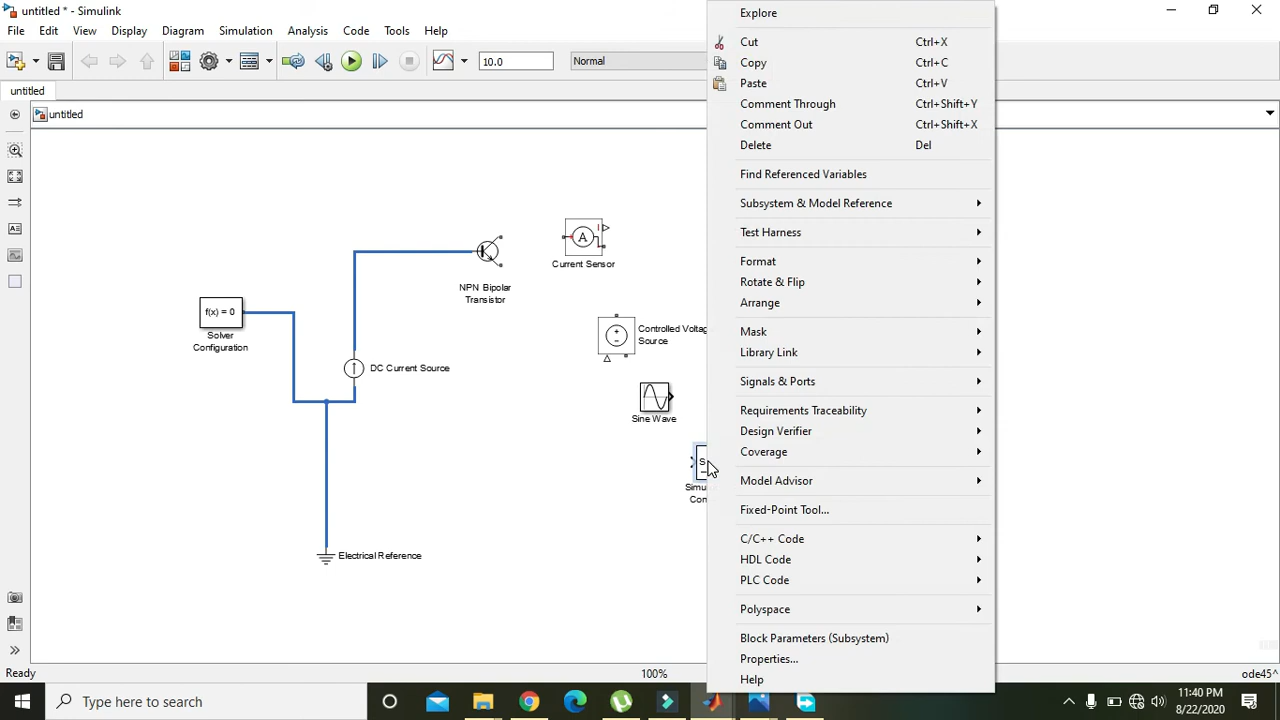 untitled * - Simulink
File Edit View Display Diagram Simulation Analysis Code Tools Help
10.0 Normal
untitled
untitled
Explore
Cut Ctrl+X
Copy Ctrl+C
Paste Ctrl+V
Comment Through Ctrl+Shift+Y
Comment Out Ctrl+Shift+X
Delete Del
Find Referenced Variables
Subsystem & Model Reference
Test Harness
Format
Rotate & Flip
Arrange
Mask
Library Link
Signals & Ports
Requirements Traceability
Design Verifier
Coverage
Model Advisor
Fixed-Point Tool...
C/C++ Code
HDL Code
PLC Code
Polyspace
Block Parameters (Subsystem)
Properties...
Help
A I
Current Sensor
NPN Bipolar
Transistor
f(x) = 0
Solver
Configuration
Controlled Voltag
Source
DC Current Source
Sine Wave
S
Simu
Con
Electrical Reference
Ready 100% ode45^
Type here to search
11:40 PM
8/22/2020